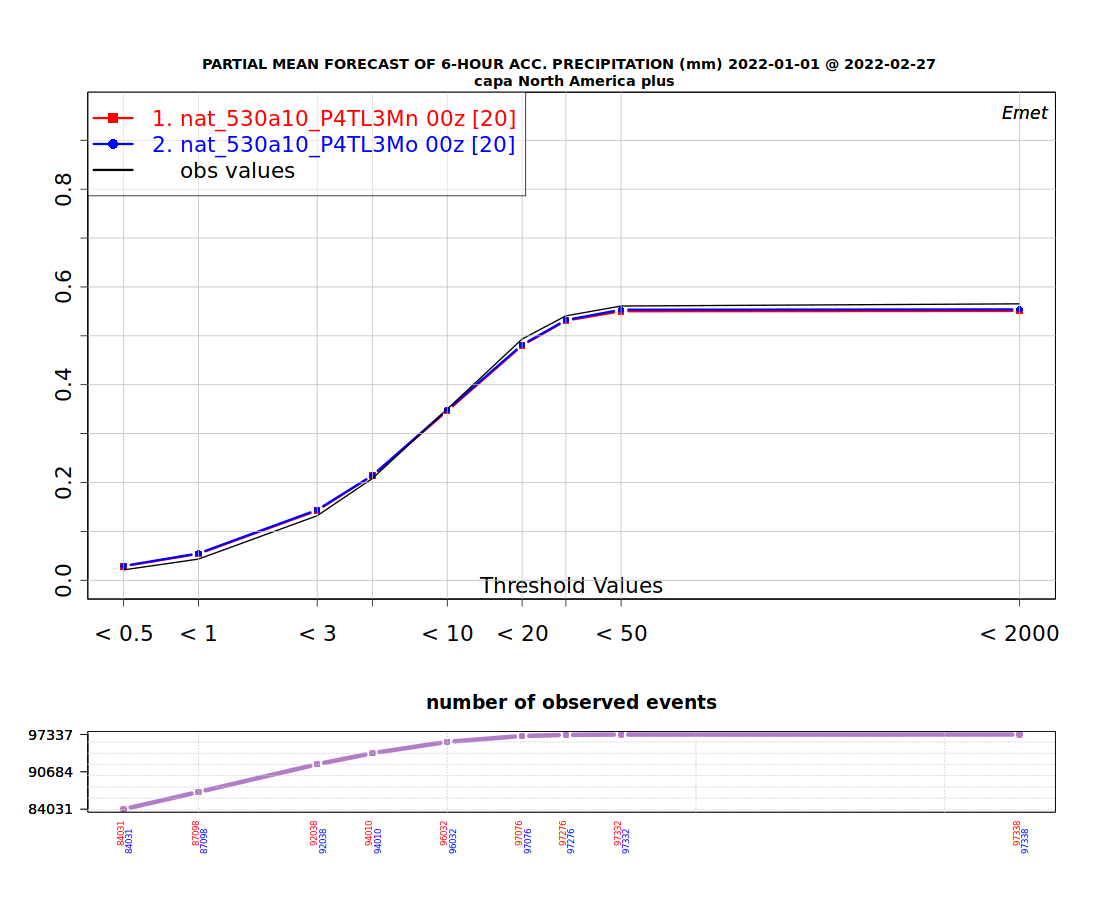 PARTIAL MEAN FORECAST OF 6-HOUR ACC. PRECIPITATION (mm) 2022-01-01 @ 2022-02-27
capa North America plus
1. nat_530a10_P4TL3Mn 00z [20]
2. nat_530a10_P4TL3Mo 00z [20]
obs values
Emet
0.8
0.6
0.4
0.2
0.0
Threshold Values
< 0.5 < 1 < 3 < 10 < 20 < 50 < 2000
number of observed events
97337
90684
84031
84031 87098 92038 94010 96032 97076 97276 97332 97338
84031 87098 92038 94010 96032 97076 97276 97332 97338